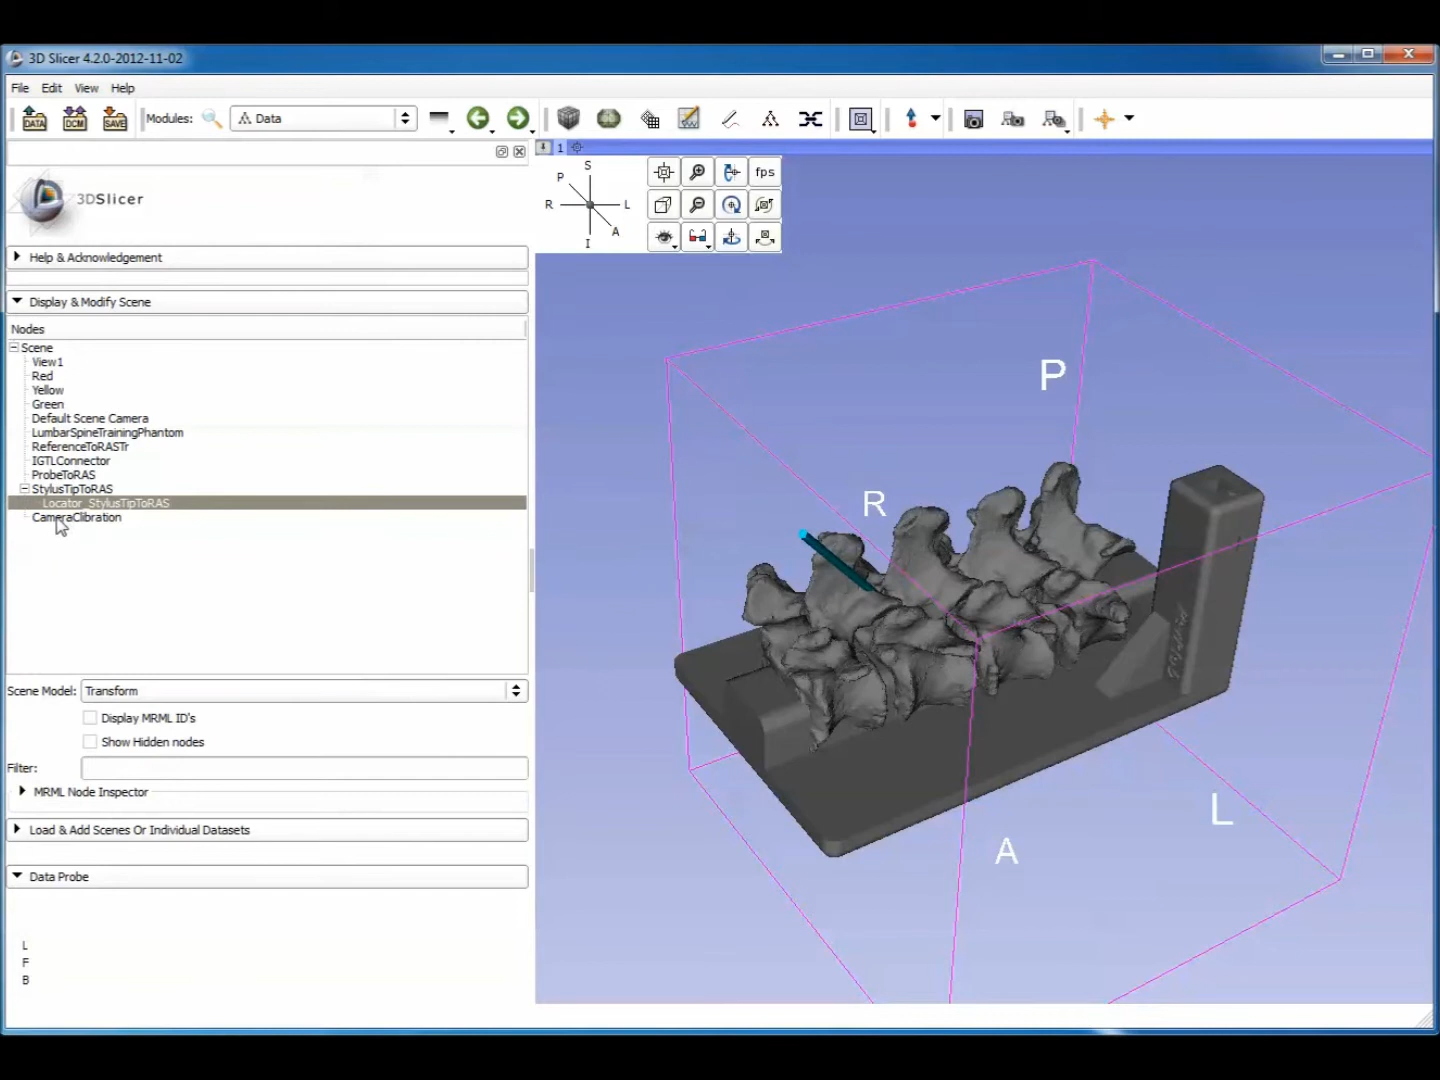 3D Slicer 4.2.0-2012-11-02
File Edit View Help
DATA DCM SAVE Modules: Data
1
S
P
R L
A
I
fps
3DSlicer
Help & Acknowledgement
Display & Modify Scene
Nodes
Scene
View1
Red
Yellow
Green
Default Scene Camera
LumbarSpineTrainingPhantom
ReferenceToRASTr
IGTLConnector
ProbeToRAS
StylusTipToRAS
Locator_StylusTipToRAS
CameraClibration
P
R
L
A
Scene Model: Transform
Display MRML ID's
Show Hidden nodes
Filter:
MRML Node Inspector
Load & Add Scenes Or Individual Datasets
Data Probe
L
F
B